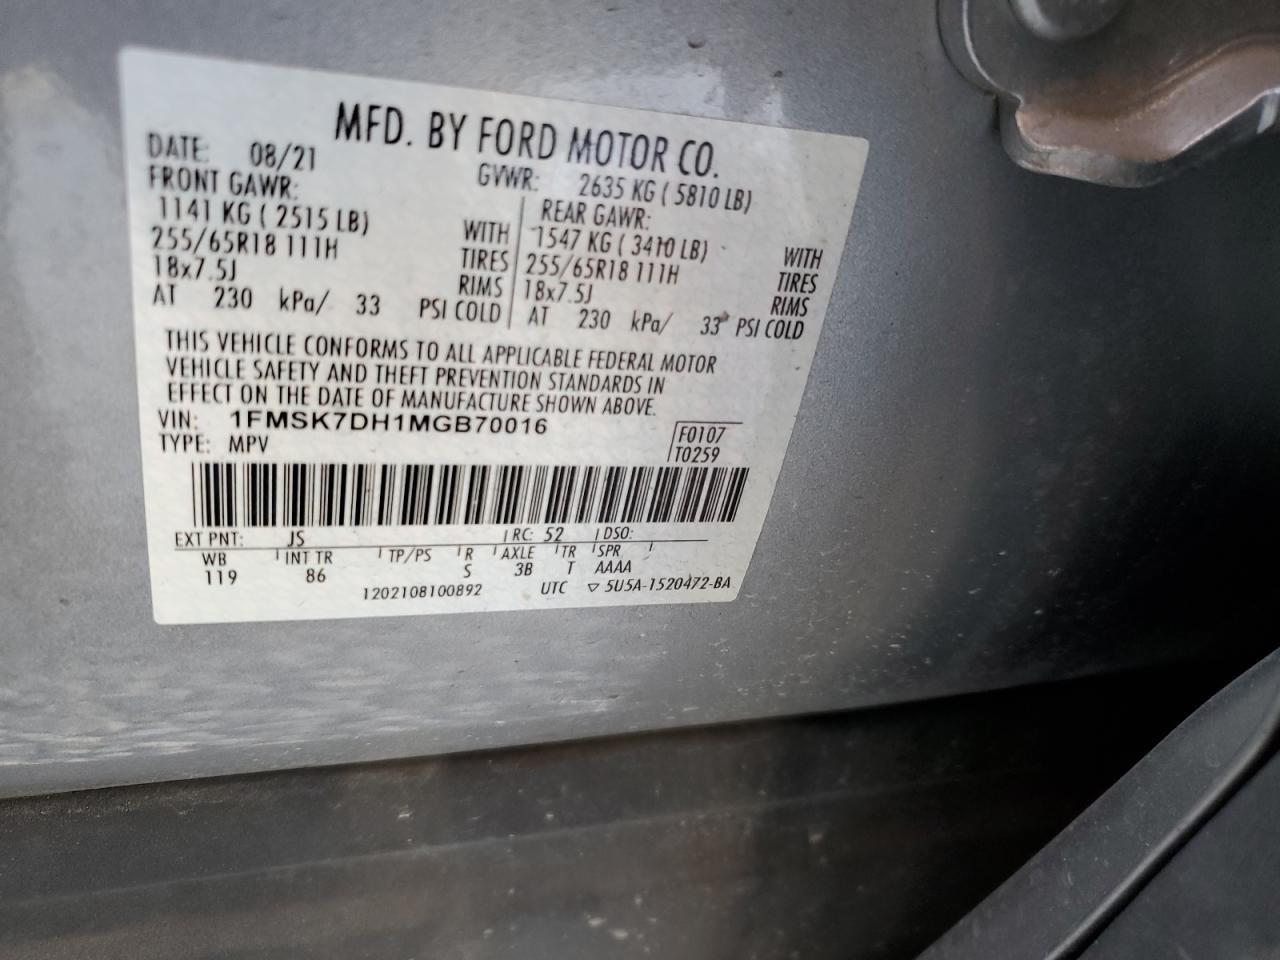 MFD. BY FORD MOTOR CO.
DATE: 08/21 GVWR: 2635 KG ( 5810 LB)
FRONT GAWR: REAR GAWR:
1141 KG ( 2515 LB) WITH 1547 KG ( 3410 LB) WITH
255/65R18 111H TIRES 255/65R18 111H TIRES
18x7.5J RIMS 18x7.5J RIMS
AT 230 kPa/ 33 PSI COLD AT 230 kPa/ 33 PSI COLD
THIS VEHICLE CONFORMS TO ALL APPLICABLE FEDERAL MOTOR
VEHICLE SAFETY AND THEFT PREVENTION STANDARDS IN
EFFECT ON THE DATE OF MANUFACTURE SHOWN ABOVE.
VIN: 1FMSK7DH1MGB70016
TYPE: MPV
F0107
T0259
EXT PNT: JS RC: 52 DSO:
WB INT TR TP/PS R AXLE TR SPR
119 86 S 3B T AAAA
1202108100892 UTC ▽ 5U5A-1520472-BA